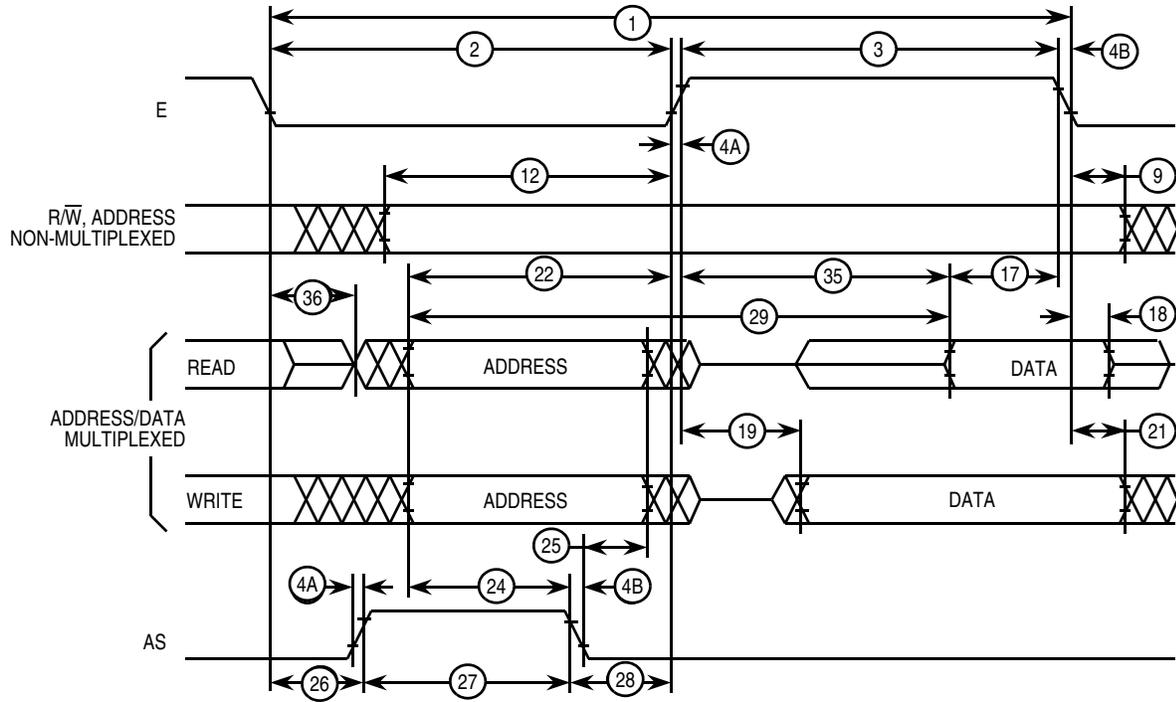 1
2
3
4B
E
4A
12
9
R/W̅, ADDRESS
NON-MULTIPLEXED
22
35
17
36
29
18
READ
ADDRESS
DATA
ADDRESS/DATA
MULTIPLEXED
19
21
WRITE
ADDRESS
DATA
25
4A
24
4B
AS
26
27
28